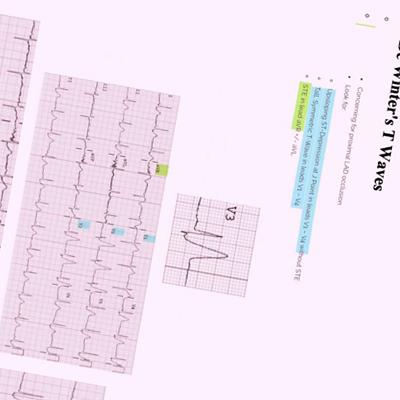 Winter's T Waves
Concerning for proximal LAD occlusion
Look for
Upsloping ST-Depression at J Point in leads V1 - V4 without STE
Tall, Symmetric T-Wave in leads V1 - V4
STE in lead aVR +/- aVL
V3